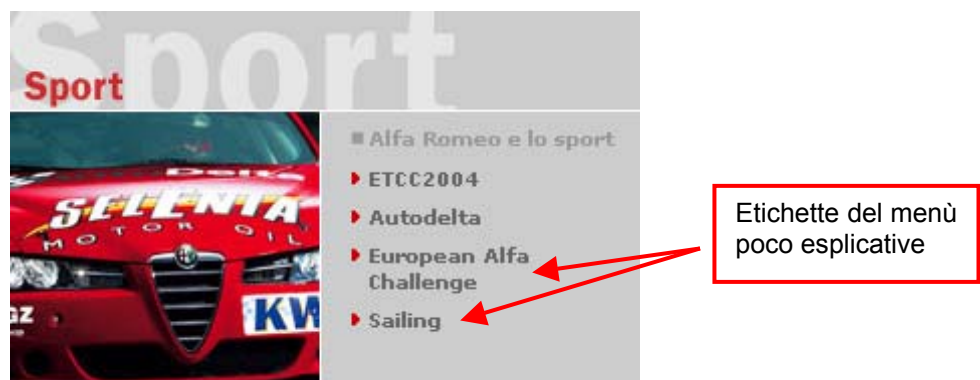 Sport
Sport
Alfa Romeo e lo sport
ETCC2004
Autodelta
European Alfa
Challenge
Sailing
Etichette del menù
poco esplicative
SELENIA
MOTOR OIL
KW
GZ